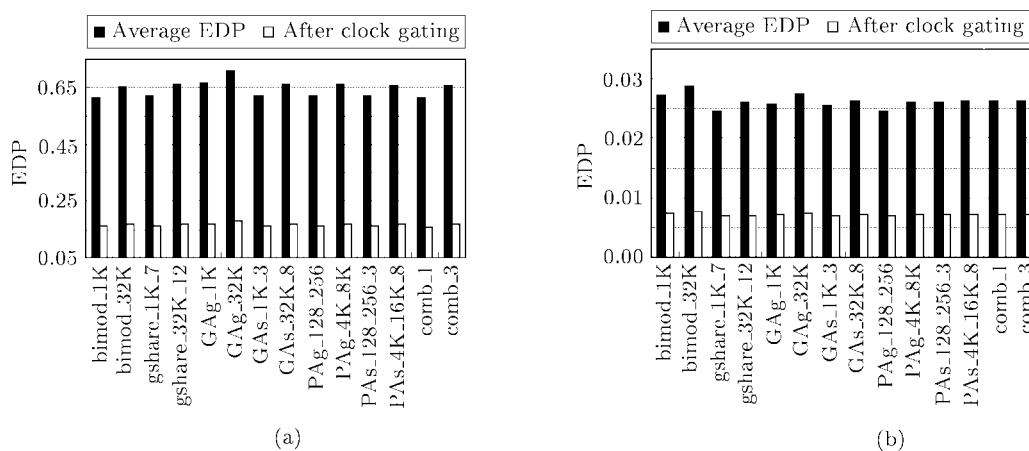 Average EDP After clock gating
EDP
0.65
0.45
0.25
0.05
bimod_1K
bimod_32K
gshare_1K_7
gshare_32K_12
GAg_1K
GAg_32K
GAs_1K_3
GAs_32K_8
PAg_128_256
PAg_4K_8K
PAs_128_256_3
PAs_4K_16K_8
comb_1
comb_3
(a)
Average EDP After clock gating
EDP
0.03
0.02
0.01
0.00
bimod_1K
bimod_32K
gshare_1K_7
gshare_32K_12
GAg_1K
GAg_32K
GAs_1K_3
GAs_32K_8
PAg_128_256
PAg_4K_8K
PAs_128_256_3
PAs_4K_16K_8
comb_1
comb_3
(b)